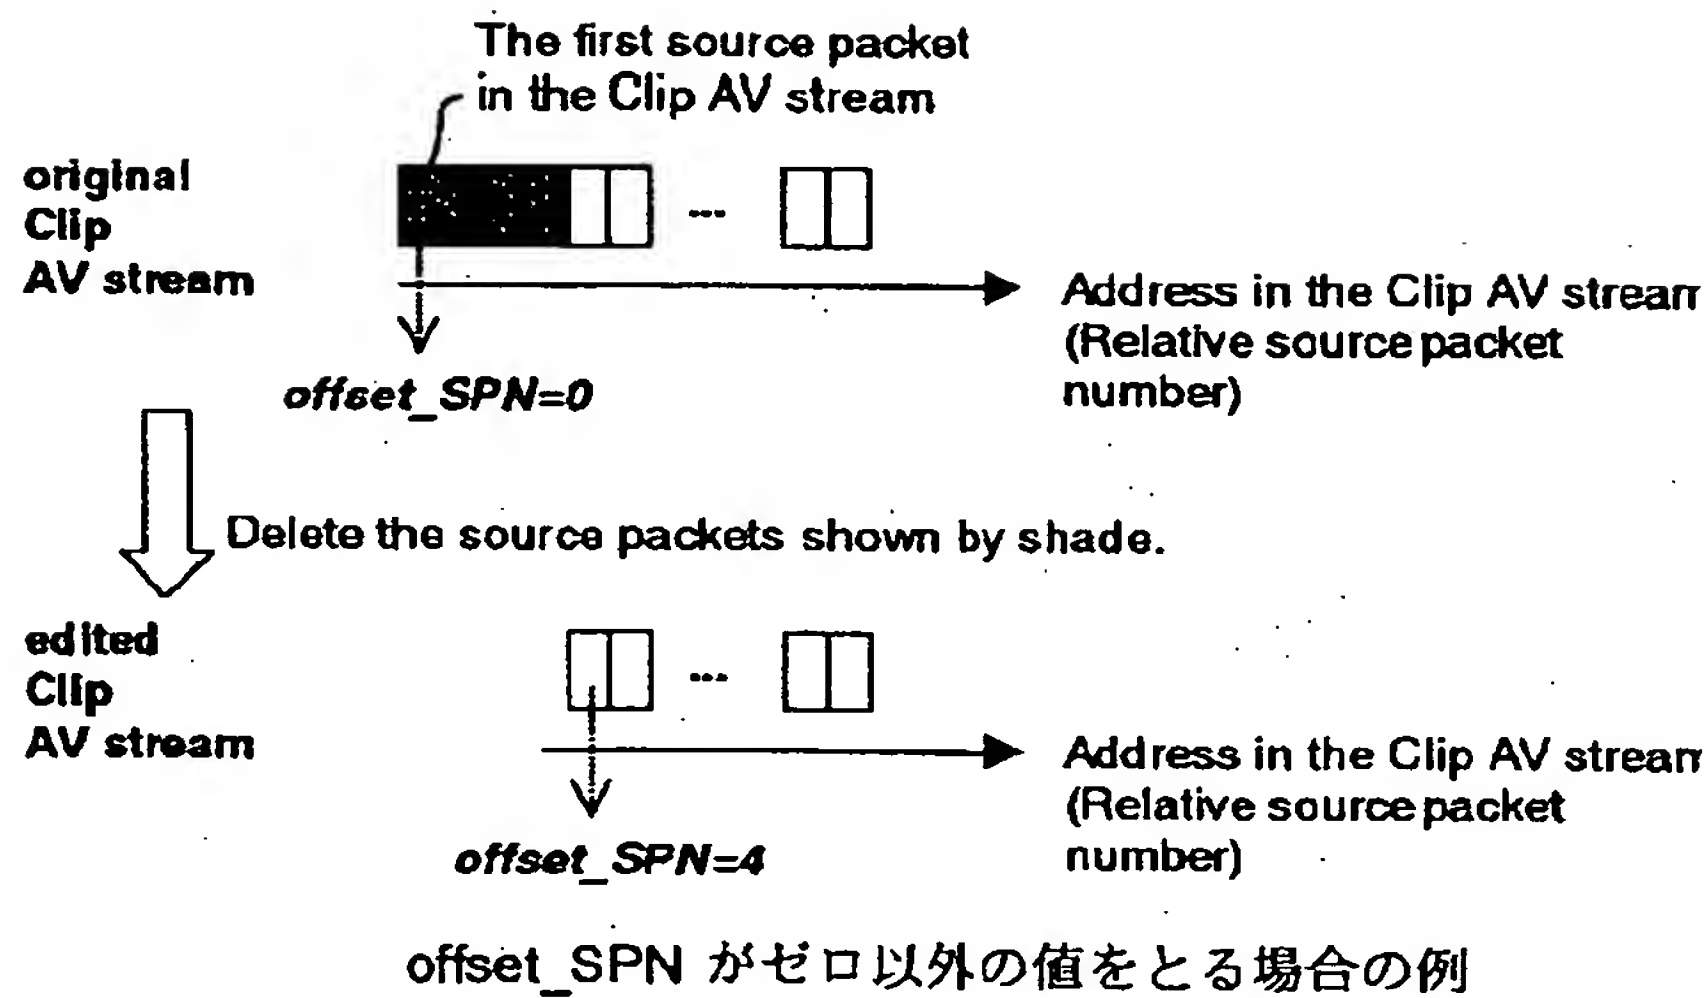 The first source packet
in the Clip AV stream
original
Clip
AV stream
...
Address in the Clip AV stream
(Relative source packet
number)
offset_SPN=0
Delete the source packets shown by shade.
edited
Clip
AV stream
...
Address in the Clip AV stream
(Relative source packet
number)
offset_SPN=4
offset_SPN がゼロ以外の値をとる場合の例